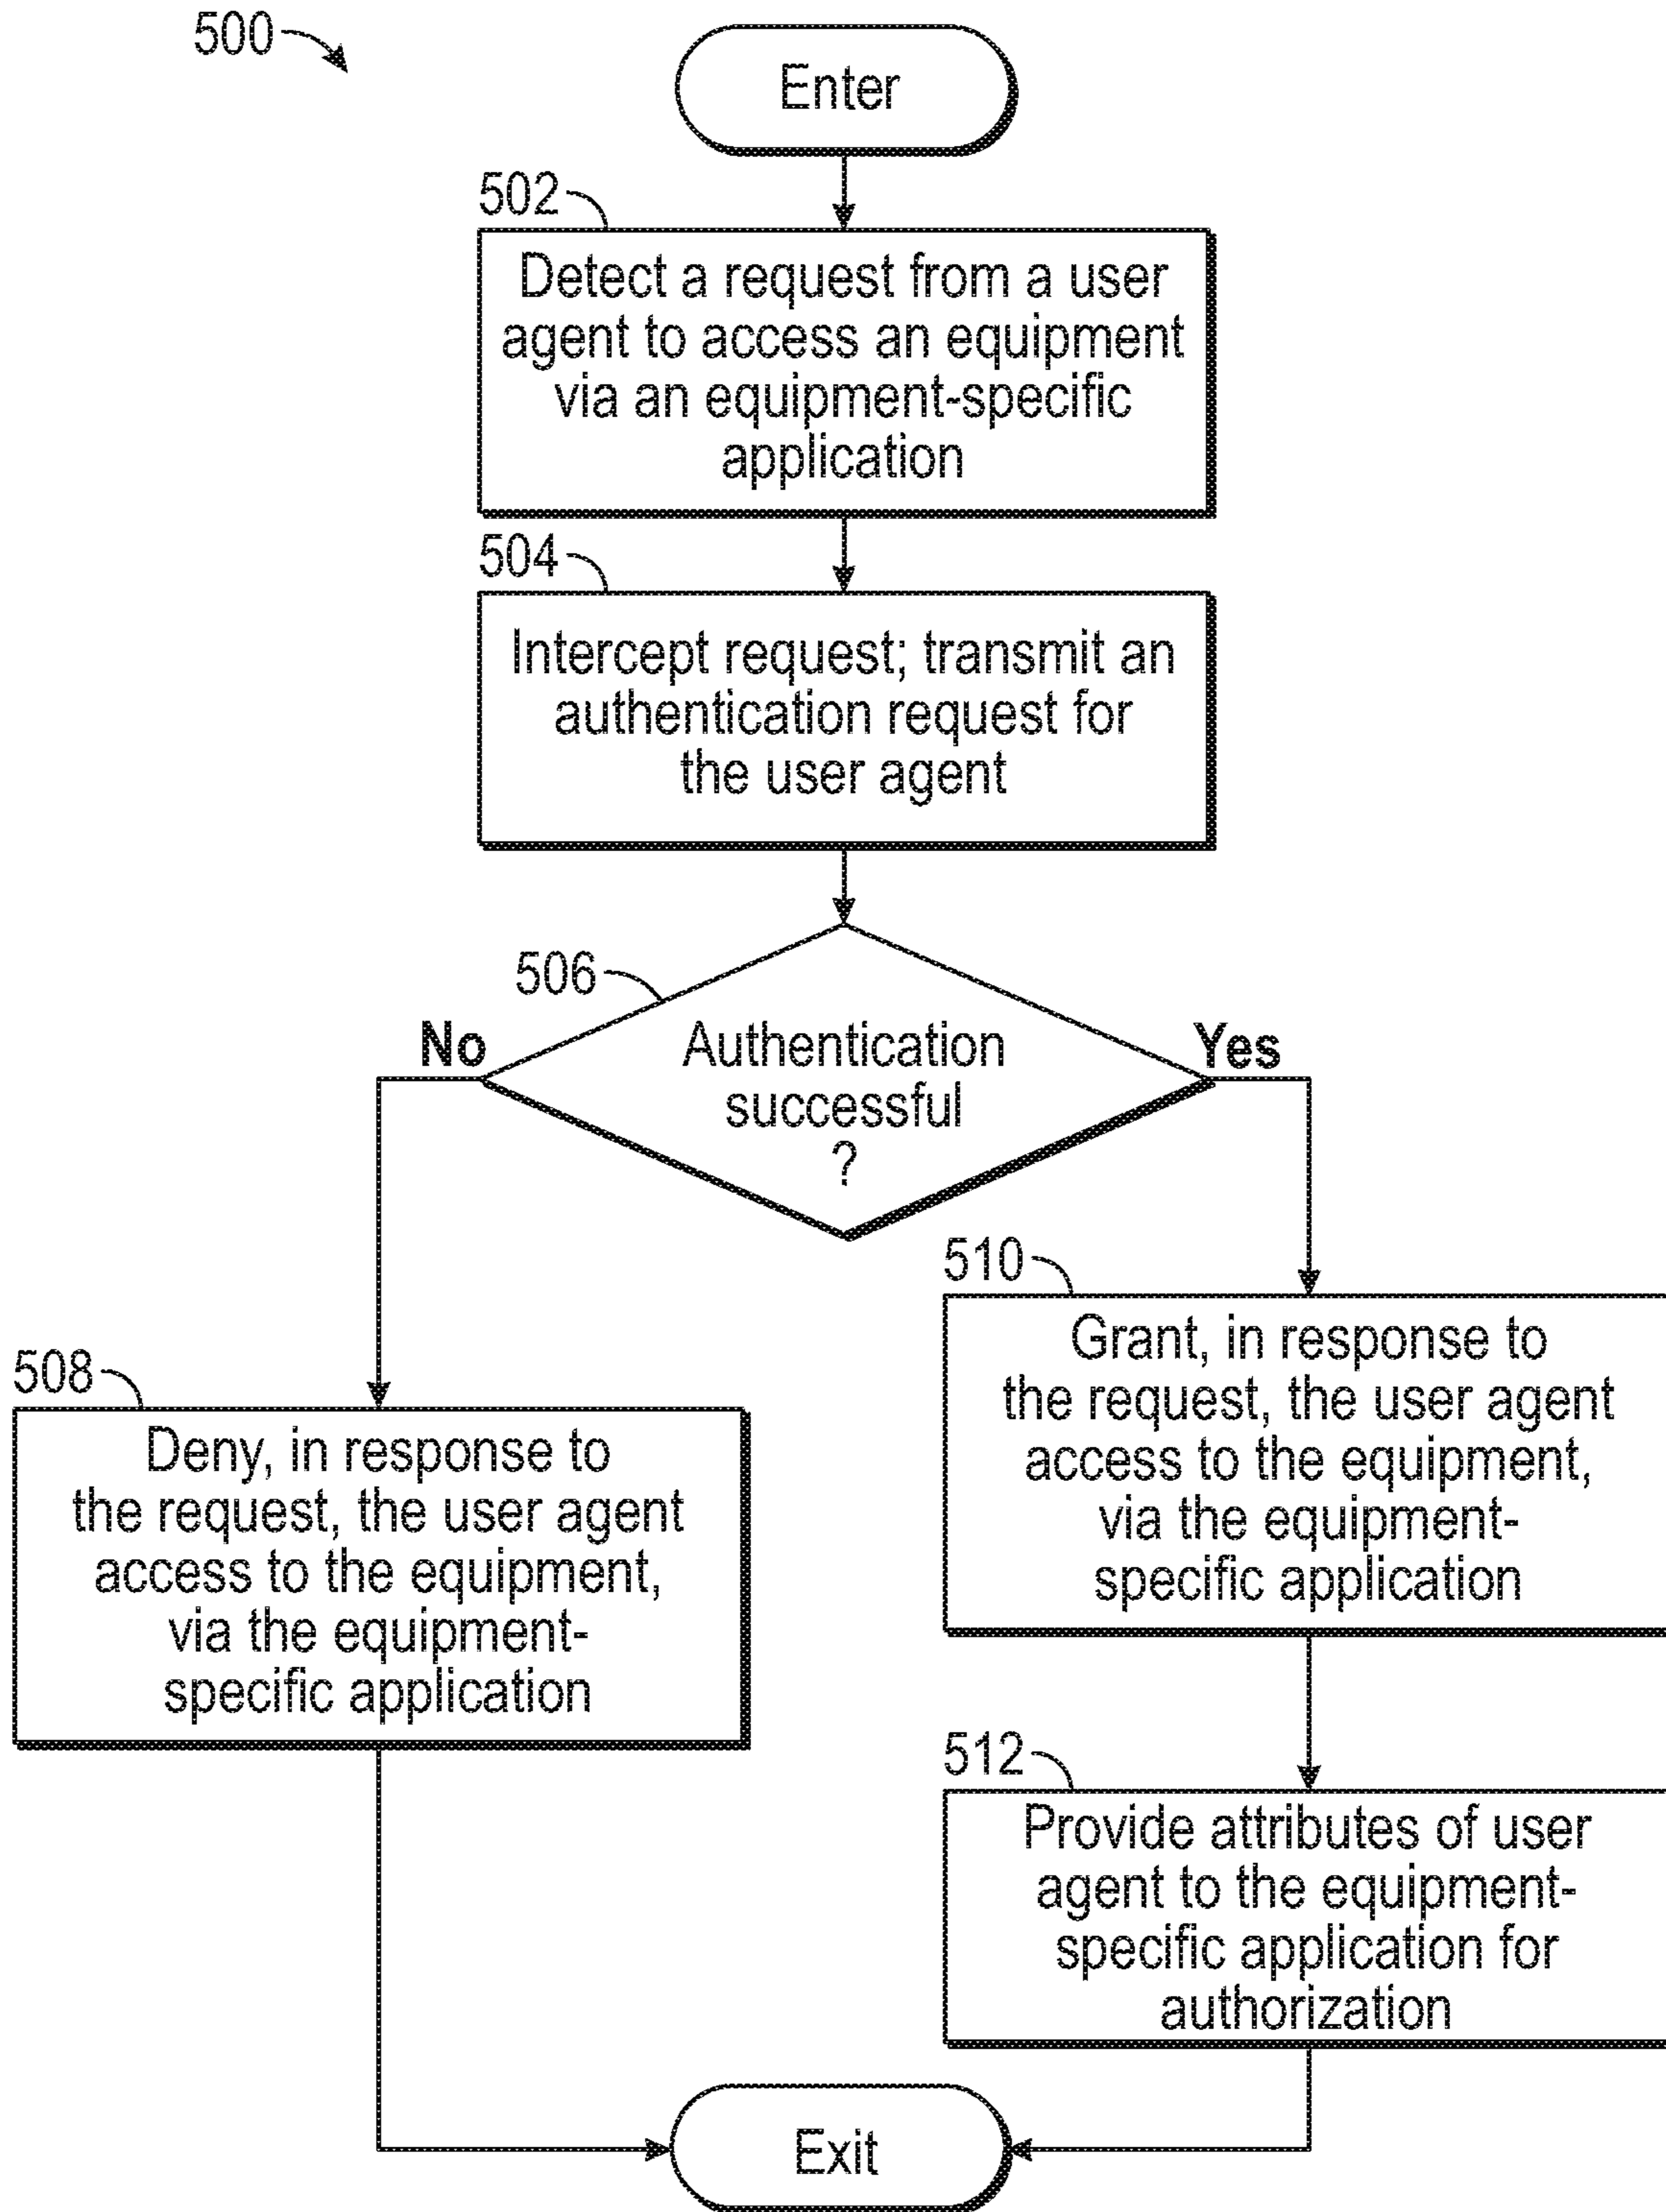 500
Enter
502
Detect a request from a user
agent to access an equipment
via an equipment-specific
application
504
Intercept request; transmit an
authentication request for
the user agent
506
No
Authentication
successful
?
Yes
510
Grant, in response to
the request, the user agent
access to the equipment,
via the equipment-
specific application
508
Deny, in response to
the request, the user agent
access to the equipment,
via the equipment-
specific application
512
Provide attributes of user
agent to the equipment-
specific application for
authorization
Exit